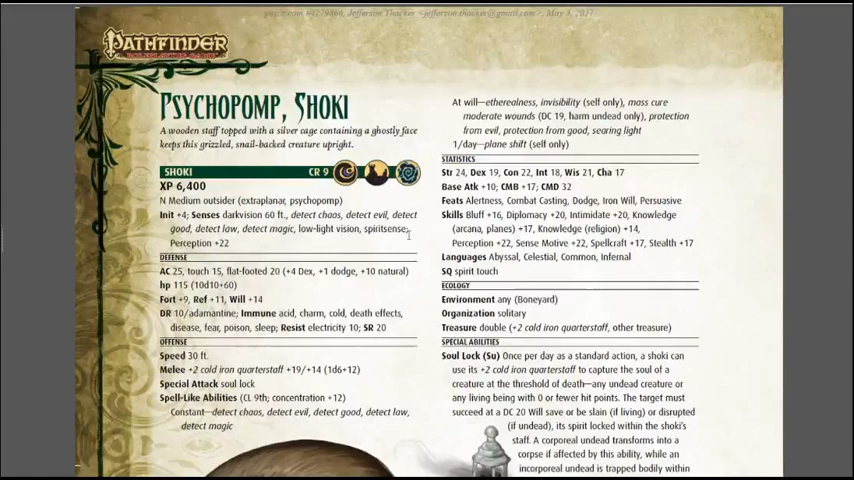 paizo.com #4229866, Jefferson Thacker <jefferson.thacker@gmail.com>, May 3, 2017
PATHFINDER
PSYCHOPOMP, SHOKI
A wooden staff topped with a silver cage containing a ghostly face
keeps this grizzled, snail-backed creature upright.
SHOKI CR 9
XP 6,400
N Medium outsider (extraplanar, psychopomp)
Init +4; Senses darkvision 60 ft., detect chaos, detect evil, detect
good, detect law, detect magic, low-light vision, spiritsense;
Perception +22
DEFENSE
AC 25, touch 15, flat-footed 20 (+4 Dex, +1 dodge, +10 natural)
hp 115 (10d10+60)
Fort +9, Ref +11, Will +14
DR 10/adamantine; Immune acid, charm, cold, death effects,
disease, fear, poison, sleep; Resist electricity 10; SR 20
OFFENSE
Speed 30 ft.
Melee +2 cold iron quarterstaff +19/+14 (1d6+12)
Special Attack soul lock
Spell-Like Abilities (CL 9th; concentration +12)
Constant—detect chaos, detect evil, detect good, detect law,
detect magic
At will—etherealness, invisibility (self only), mass cure
moderate wounds (DC 19, harm undead only), protection
from evil, protection from good, searing light
1/day—plane shift (self only)
STATISTICS
Str 24, Dex 19, Con 22, Int 18, Wis 21, Cha 17
Base Atk +10; CMB +17; CMD 32
Feats Alertness, Combat Casting, Dodge, Iron Will, Persuasive
Skills Bluff +16, Diplomacy +20, Intimidate +20, Knowledge
(arcana, planes) +17, Knowledge (religion) +14,
Perception +22, Sense Motive +22, Spellcraft +17, Stealth +17
Languages Abyssal, Celestial, Common, Infernal
SQ spirit touch
ECOLOGY
Environment any (Boneyard)
Organization solitary
Treasure double (+2 cold iron quarterstaff, other treasure)
SPECIAL ABILITIES
Soul Lock (Su) Once per day as a standard action, a shoki can
use its +2 cold iron quarterstaff to capture the soul of a
creature at the threshold of death—any undead creature or
any living being with 0 or fewer hit points. The target must
succeed at a DC 20 Will save or be slain (if living) or disrupted
(if undead), its spirit locked within the shoki's
staff. A corporeal undead transforms into a
corpse if affected by this ability, while an
incorporeal undead is trapped bodily within